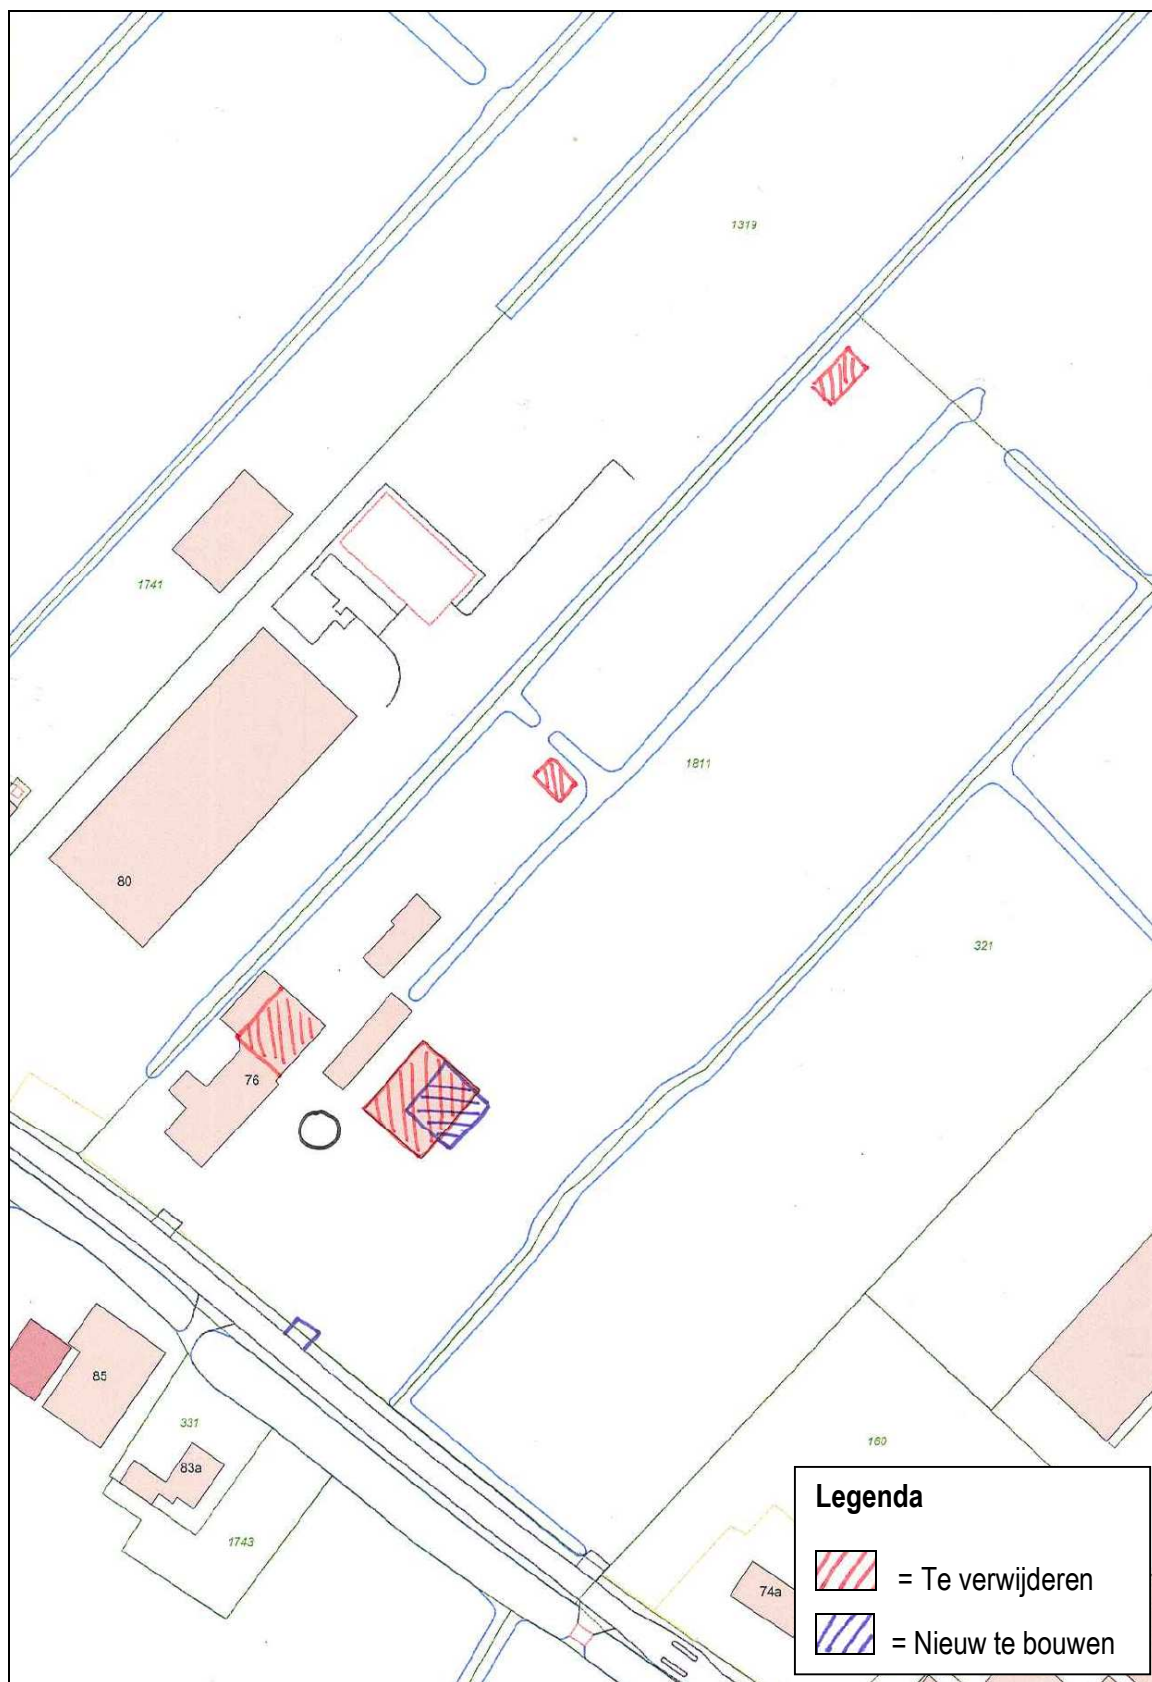 1319
1741
1811
80
321
76
85
331
160
83a
1743
74a
Legenda
= Te verwijderen
= Nieuw te bouwen